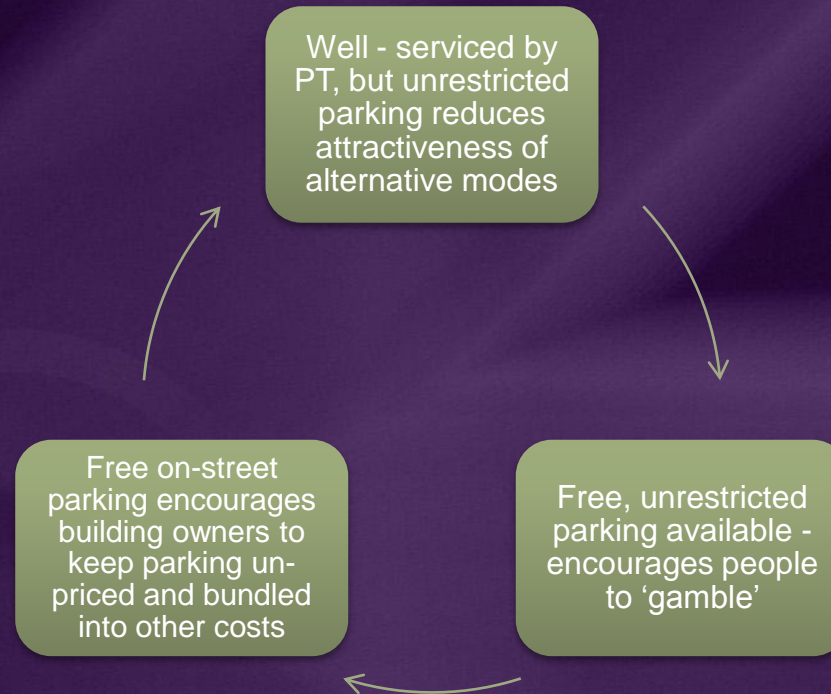 Well - serviced by
PT, but unrestricted
parking reduces
attractiveness of
alternative modes
Free, unrestricted
parking available -
encourages people
to ‘gamble’
Free on-street
parking encourages
building owners to
keep parking un-
priced and bundled
into other costs